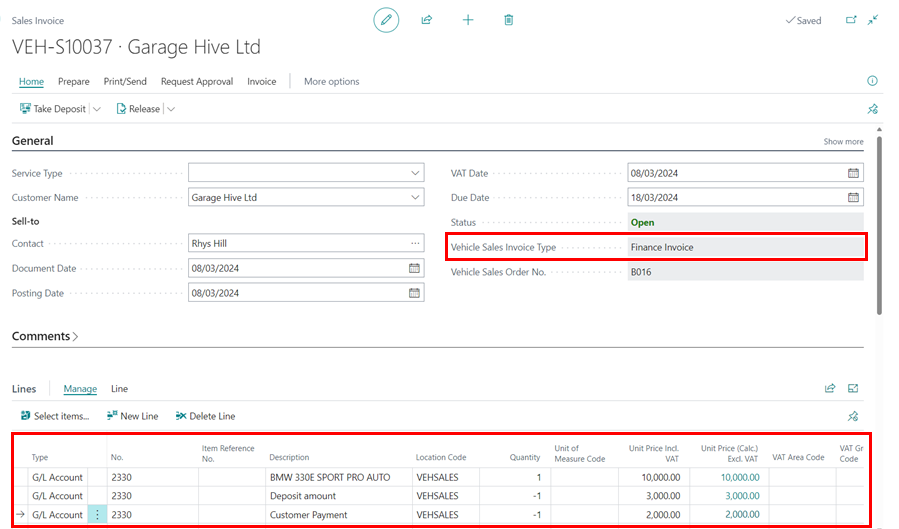 Sales Invoice
Saved
VEH-S10037 · Garage Hive Ltd
Home Prepare Print/Send Request Approval Invoice More options
Take Deposit Release
General Show more
Service Type VAT Date 08/03/2024
Customer Name Garage Hive Ltd Due Date 18/03/2024
Sell-to Status Open
Contact Rhys Hill Vehicle Sales Invoice Type Finance Invoice
Document Date 08/03/2024 Vehicle Sales Order No. B016
Posting Date 08/03/2024
Comments
Lines Manage Line
Select items... New Line Delete Line
Type No. Item Reference No. Description Location Code Quantity Unit of Measure Code Unit Price Incl. VAT Unit Price (Calc.) Excl. VAT VAT Area Code VAT Gr Code
G/L Account 2330 BMW 330E SPORT PRO AUTO VEHSALES 1 10,000.00 10,000.00
G/L Account 2330 Deposit amount VEHSALES -1 3,000.00 3,000.00
G/L Account 2330 Customer Payment VEHSALES -1 2,000.00 2,000.00